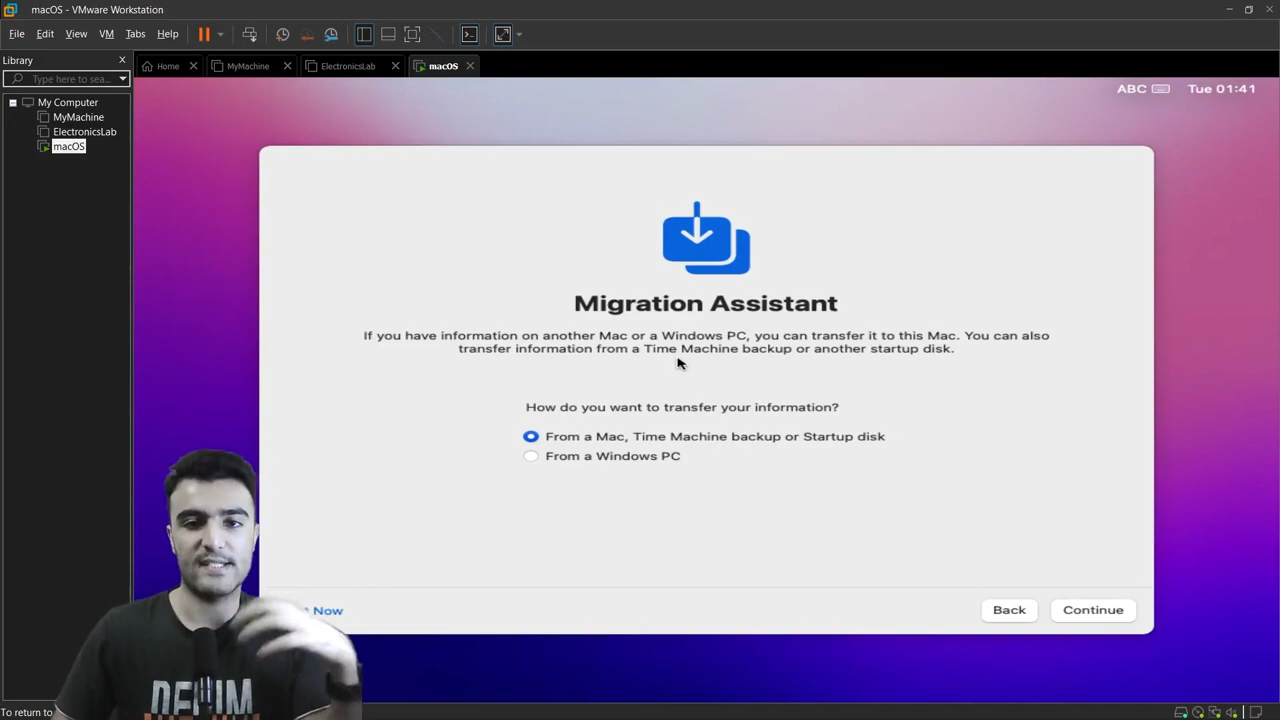 macOS - VMware Workstation
File Edit View VM Tabs Help
Library
Type here to sea...
Home
MyMachine
ElectronicsLab
macOS
My Computer
MyMachine
ElectronicsLab
macOS
ABC Tue 01:41
Migration Assistant
If you have information on another Mac or a Windows PC, you can transfer it to this Mac. You can also
transfer information from a Time Machine backup or another startup disk.
How do you want to transfer your information?
From a Mac, Time Machine backup or Startup disk
From a Windows PC
Now
Back
Continue
To return to